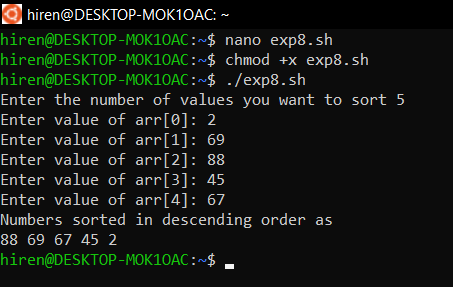 hiren@DESKTOP-MOK1OAC: ~
hiren@DESKTOP-MOK1OAC:~$ nano exp8.sh
hiren@DESKTOP-MOK1OAC:~$ chmod +x exp8.sh
hiren@DESKTOP-MOK1OAC:~$ ./exp8.sh
Enter the number of values you want to sort 5
Enter value of arr[0]: 2
Enter value of arr[1]: 69
Enter value of arr[2]: 88
Enter value of arr[3]: 45
Enter value of arr[4]: 67
Numbers sorted in descending order as
88 69 67 45 2
hiren@DESKTOP-MOK1OAC:~$